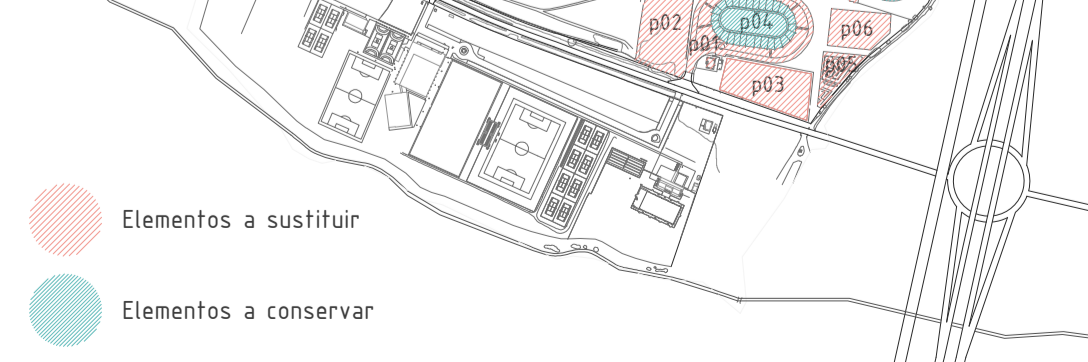 p02
p04
p06
p01
p05
p03
Elementos a sustituir
Elementos a conservar